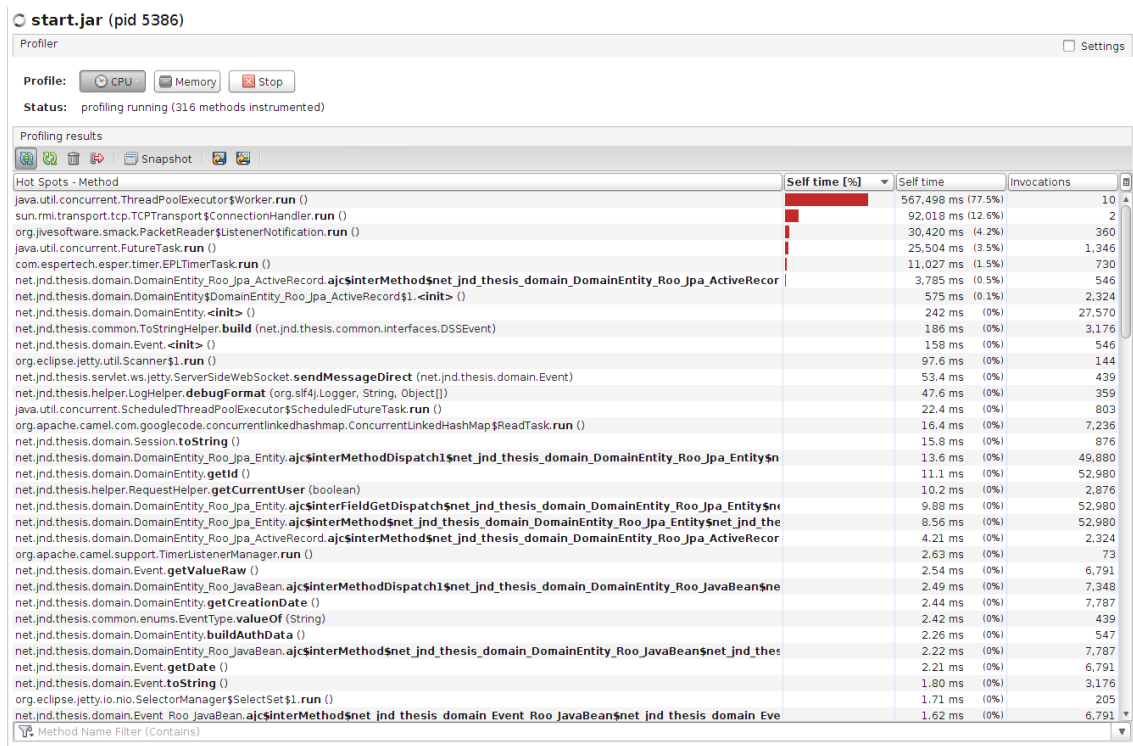 start.jar (pid 5386)
Profiler
Settings
Profile: CPU Memory Stop
Status: profiling running (316 methods instrumented)
Profiling results
Snapshot
Hot Spots - Method Self time [%] Self time Invocations
java.util.concurrent.ThreadPoolExecutor$Worker.run () 567,498 ms (77.5%) 10
sun.rmi.transport.tcp.TCPTransport$ConnectionHandler.run () 92,018 ms (12.6%) 2
org.jivesoftware.smack.PacketReader$ListenerNotification.run () 30,420 ms (4.2%) 360
java.util.concurrent.FutureTask.run () 25,504 ms (3.5%) 1,346
com.espertech.esper.timer.EPLTimerTask.run () 11,027 ms (1.5%) 730
net.jnd.thesis.domain.DomainEntity_Roo_Jpa_ActiveRecord.ajc$interMethod$net_jnd_thesis_domain_DomainEntity_Roo_Jpa_ActiveRecor 3,785 ms (0.5%) 546
net.jnd.thesis.domain.DomainEntity$DomainEntity_Roo_Jpa_ActiveRecord$1.<init> () 575 ms (0.1%) 2,324
net.jnd.thesis.domain.DomainEntity.<init> () 242 ms (0%) 27,570
net.jnd.thesis.common.ToStringHelper.build (net.jnd.thesis.common.interfaces.DSSEvent) 186 ms (0%) 3,176
net.jnd.thesis.domain.Event.<init> () 158 ms (0%) 546
org.eclipse.jetty.util.Scanner$1.run () 97.6 ms (0%) 144
net.jnd.thesis.servlet.ws.jetty.ServerSideWebSocket.sendMessageDirect (net.jnd.thesis.domain.Event) 53.4 ms (0%) 439
net.jnd.thesis.helper.LogHelper.debugFormat (org.slf4j.Logger, String, Object[]) 47.6 ms (0%) 359
java.util.concurrent.ScheduledThreadPoolExecutor$ScheduledFutureTask.run () 22.4 ms (0%) 803
org.apache.camel.com.googlecode.concurrentlinkedhashmap.ConcurrentLinkedHashMap$ReadTask.run () 16.4 ms (0%) 7,236
net.jnd.thesis.domain.Session.toString () 15.8 ms (0%) 876
net.jnd.thesis.domain.DomainEntity_Roo_Jpa_Entity.ajc$interMethodDispatch1$net_jnd_thesis_domain_DomainEntity_Roo_Jpa_Entity$n 13.6 ms (0%) 49,880
net.jnd.thesis.domain.DomainEntity.getId () 11.1 ms (0%) 52,980
net.jnd.thesis.helper.RequestHelper.getCurrentUser (boolean) 10.2 ms (0%) 2,876
net.jnd.thesis.domain.DomainEntity_Roo_Jpa_Entity.ajc$interFieldGetDispatch$net_jnd_thesis_domain_DomainEntity_Roo_Jpa_Entity$ne 9.88 ms (0%) 52,980
net.jnd.thesis.domain.DomainEntity_Roo_Jpa_Entity.ajc$interMethod$net_jnd_thesis_domain_DomainEntity_Roo_Jpa_Entity$net_jnd_the 8.56 ms (0%) 52,980
net.jnd.thesis.domain.DomainEntity_Roo_Jpa_ActiveRecord.ajc$interMethod$net_jnd_thesis_domain_DomainEntity_Roo_Jpa_ActiveRecor 4.21 ms (0%) 2,324
org.apache.camel.support.TimerListenerManager.run () 2.63 ms (0%) 73
net.jnd.thesis.domain.Event.getValueRaw () 2.54 ms (0%) 6,791
net.jnd.thesis.domain.DomainEntity_Roo_JavaBean.ajc$interMethodDispatch1$net_jnd_thesis_domain_DomainEntity_Roo_JavaBean$ne 2.49 ms (0%) 7,348
net.jnd.thesis.domain.DomainEntity.getCreationDate () 2.44 ms (0%) 7,787
net.jnd.thesis.common.enums.EventType.valueOf (String) 2.42 ms (0%) 439
net.jnd.thesis.domain.DomainEntity.buildAuthData () 2.26 ms (0%) 547
net.jnd.thesis.domain.DomainEntity_Roo_JavaBean.ajc$interMethod$net_jnd_thesis_domain_DomainEntity_Roo_JavaBean$net_jnd_thes 2.22 ms (0%) 7,787
net.jnd.thesis.domain.Event.getDate () 2.21 ms (0%) 6,791
net.jnd.thesis.domain.Event.toString () 1.80 ms (0%) 3,176
org.eclipse.jetty.io.nio.SelectorManager$SelectSet$1.run () 1.71 ms (0%) 205
net.jnd.thesis.domain.Event_Roo_JavaBean.ajc$interMethod$net_jnd_thesis_domain_Event_Roo_JavaBean$net_jnd_thesis_domain_Eve 1.62 ms (0%) 6,791
Method Name Filter (Contains)